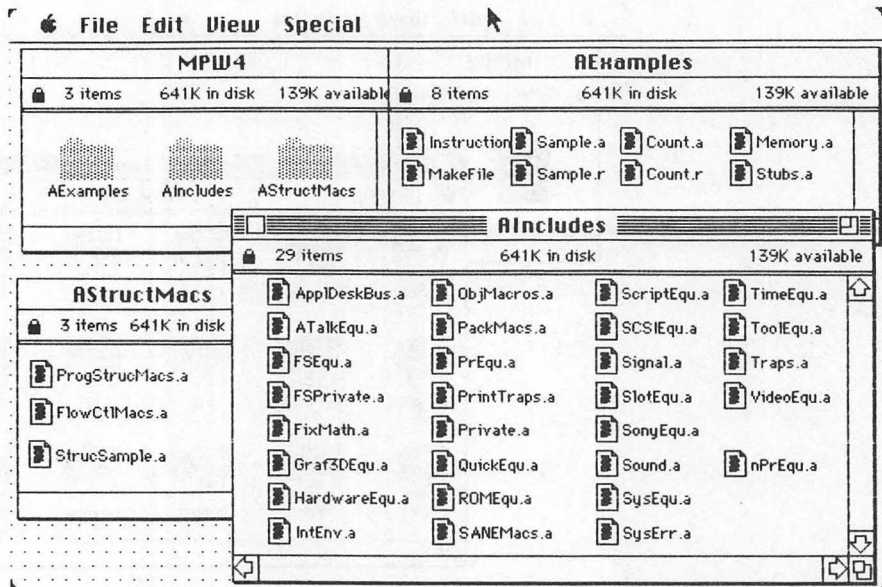 File Edit View Special
MPW4
3 items 641K in disk 139K available
AExamples AIncludes AStructMacs
AExamples
8 items 641K in disk 139K available
Instruction Sample.a Count.a Memory.a
MakeFile Sample.r Count.r Stubs.a
AIncludes
29 items 641K in disk 139K available
ApplDeskBus.a ObjMacros.a ScriptEqu.a TimeEqu.a
ATalkEqu.a PackMacs.a SCSIEqu.a ToolEqu.a
FSEqu.a PrEqu.a Signal.a Traps.a
FSPrivate.a PrintTraps.a SlotEqu.a VideoEqu.a
FixMath.a Private.a SonyEqu.a
Graf3DEqu.a QuickEqu.a Sound.a nPrEqu.a
HardwareEqu.a ROMEqu.a SysEqu.a
IntEnv.a SANEMacs.a SysErr.a
AStructMacs
3 items 641K in disk
ProgStrucMacs.a
FlowCtlMacs.a
StrucSample.a